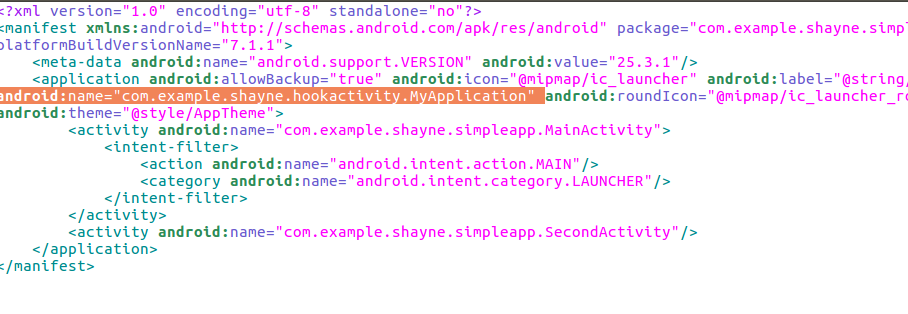 <?xml version="1.0" encoding="utf-8" standalone="no"?>
<manifest xmlns:android="http://schemas.android.com/apk/res/android" package="com.example.shayne.simpl
platformBuildVersionName="7.1.1">
<meta-data android:name="android.support.VERSION" android:value="25.3.1"/>
<application android:allowBackup="true" android:icon="@mipmap/ic_launcher" android:label="@string/
android:name="com.example.shayne.hookactivity.MyApplication" android:roundIcon="@mipmap/ic_launcher_ro
android:theme="@style/AppTheme">
<activity android:name="com.example.shayne.simpleapp.MainActivity">
<intent-filter>
<action android:name="android.intent.action.MAIN"/>
<category android:name="android.intent.category.LAUNCHER"/>
</intent-filter>
</activity>
<activity android:name="com.example.shayne.simpleapp.SecondActivity"/>
</application>
</manifest>